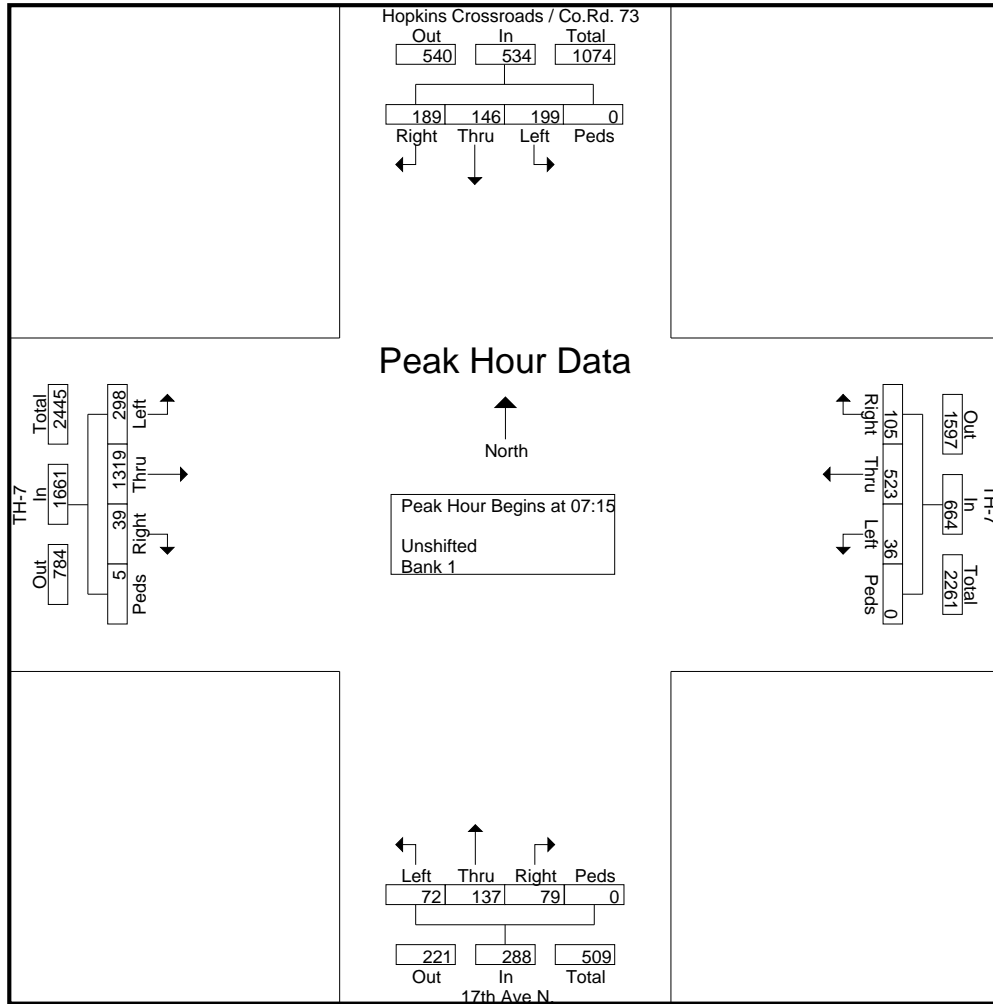 Hopkins Crossroads / Co.Rd. 73
Out In Total
540 534 1074
189 146 199 0
Right Thru Left Peds
Peak Hour Data
North
Peak Hour Begins at 07:15
Unshifted
Bank 1
TH-7
Out In Total
784 1661 2445
5 39 1319 298
Peds Right Thru Left
TH-7
Out In Total
1597 664 2261
105 523 36 0
Right Thru Left Peds
Left Thru Right Peds
72 137 79 0
221 288 509
Out In Total
17th Ave N.